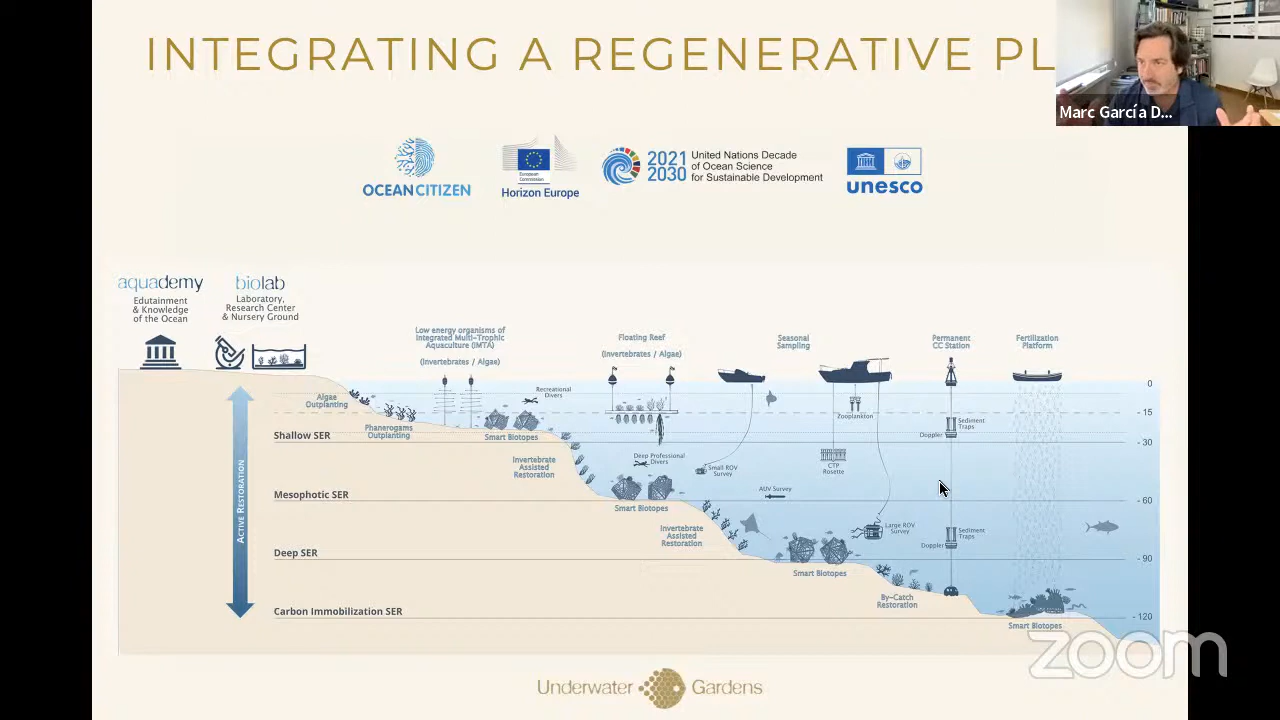 INTEGRATING A REGENERATIVE PL
Marc García D...
OCEANCITIZEN
European
Commission
Horizon Europe
2021
2030
United Nations Decade
of Ocean Science
for Sustainable Development
unesco
aquademy
Edutainment
& Knowledge
of the Ocean
biolab
Laboratory,
Research Center
& Nursery Ground
Low energy organisms of
Integrated Multi-Trophic
Aquaculture (IMTA)
(Invertebrates / Algae)
Floating Reef
(Invertebrates / Algae)
Seasonal
Sampling
Permanent
CC Station
Fertilization
Platform
0
Algae
Outplanting
Recreational
Divers
Zooplankton
- 15
Phanerogams
Outplanting
Smart Biotopes
Sediment
Traps
Doppler
Shallow SER
- 30
Invertebrate
Assisted
Restoration
Deep Professional
Divers
Small ROV
Survey
CTP
Rosette
ACTIVE RESTORATION
Mesophotic SER
AUV Survey
- 60
Smart Biotopes
Invertebrate
Assisted
Restoration
Large ROV
Survey
Sediment
Traps
Doppler
Deep SER
- 90
Smart Biotopes
By-Catch
Restoration
Carbon Immobilization SER
- 120
Smart Biotopes
zoom
Underwater Gardens